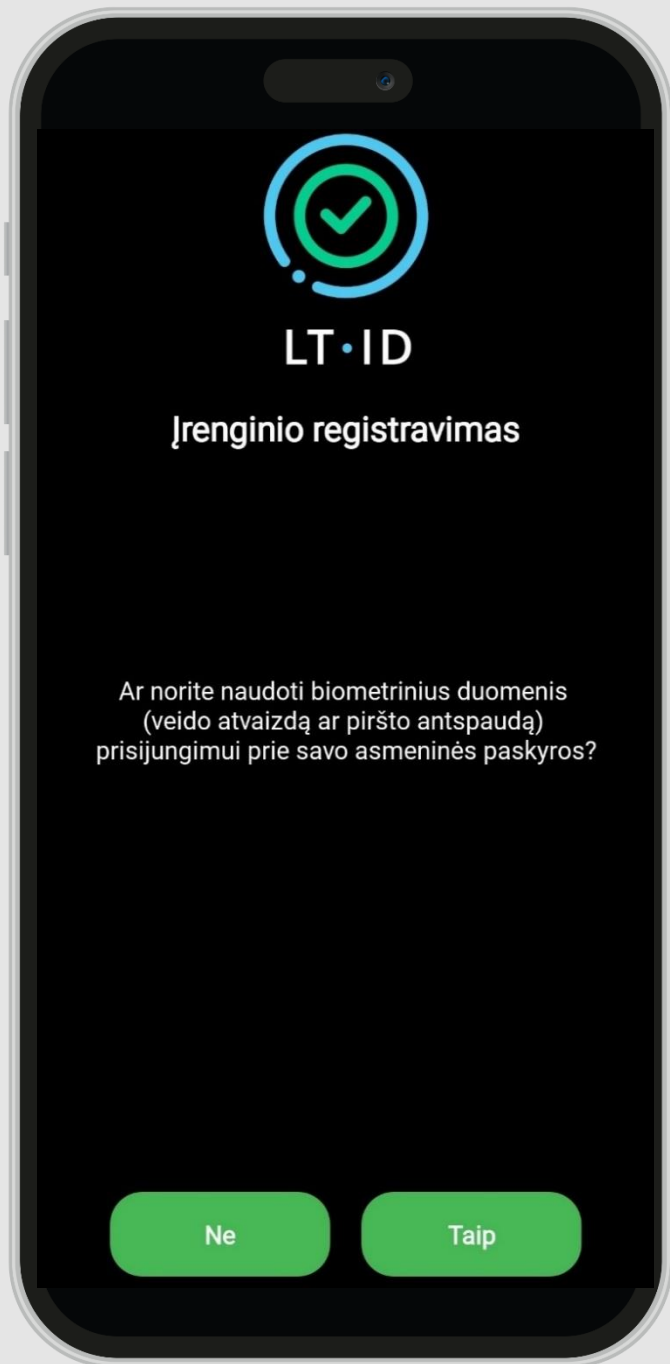 LT·ID
Įrenginio registravimas
Ar norite naudoti biometrinius duomenis
(veido atvaizdą ar piršto antspaudą)
prisijungimui prie savo asmeninės paskyros?
Ne
Taip